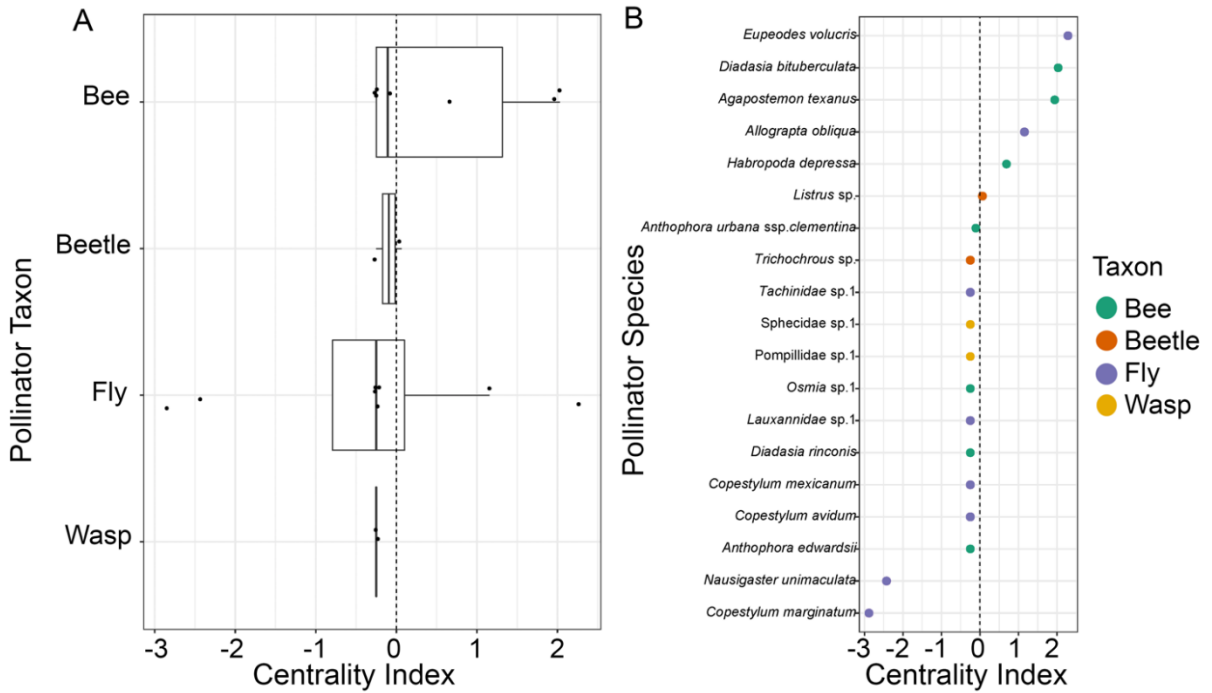 A
Pollinator Taxon
Bee
Beetle
Fly
Wasp
-3 -2 -1 0 1 2
Centrality Index
B
Pollinator Species
Eupeodes volucris
Diadasia bituberculata
Agapostemon texanus
Allograpta obliqua
Habropoda depressa
Listrus sp.
Anthophora urbana ssp.clementina
Trichochrous sp.
Tachinidae sp.1
Sphecidae sp.1
Pompillidae sp.1
Osmia sp.1
Lauxannidae sp.1
Diadasia rinconis
Copestylum mexicanum
Copestylum avidum
Anthophora edwardsii
Nausigaster unimaculata
Copestylum marginatum
-3 -2 -1 0 1 2
Centrality Index
Taxon
Bee
Beetle
Fly
Wasp